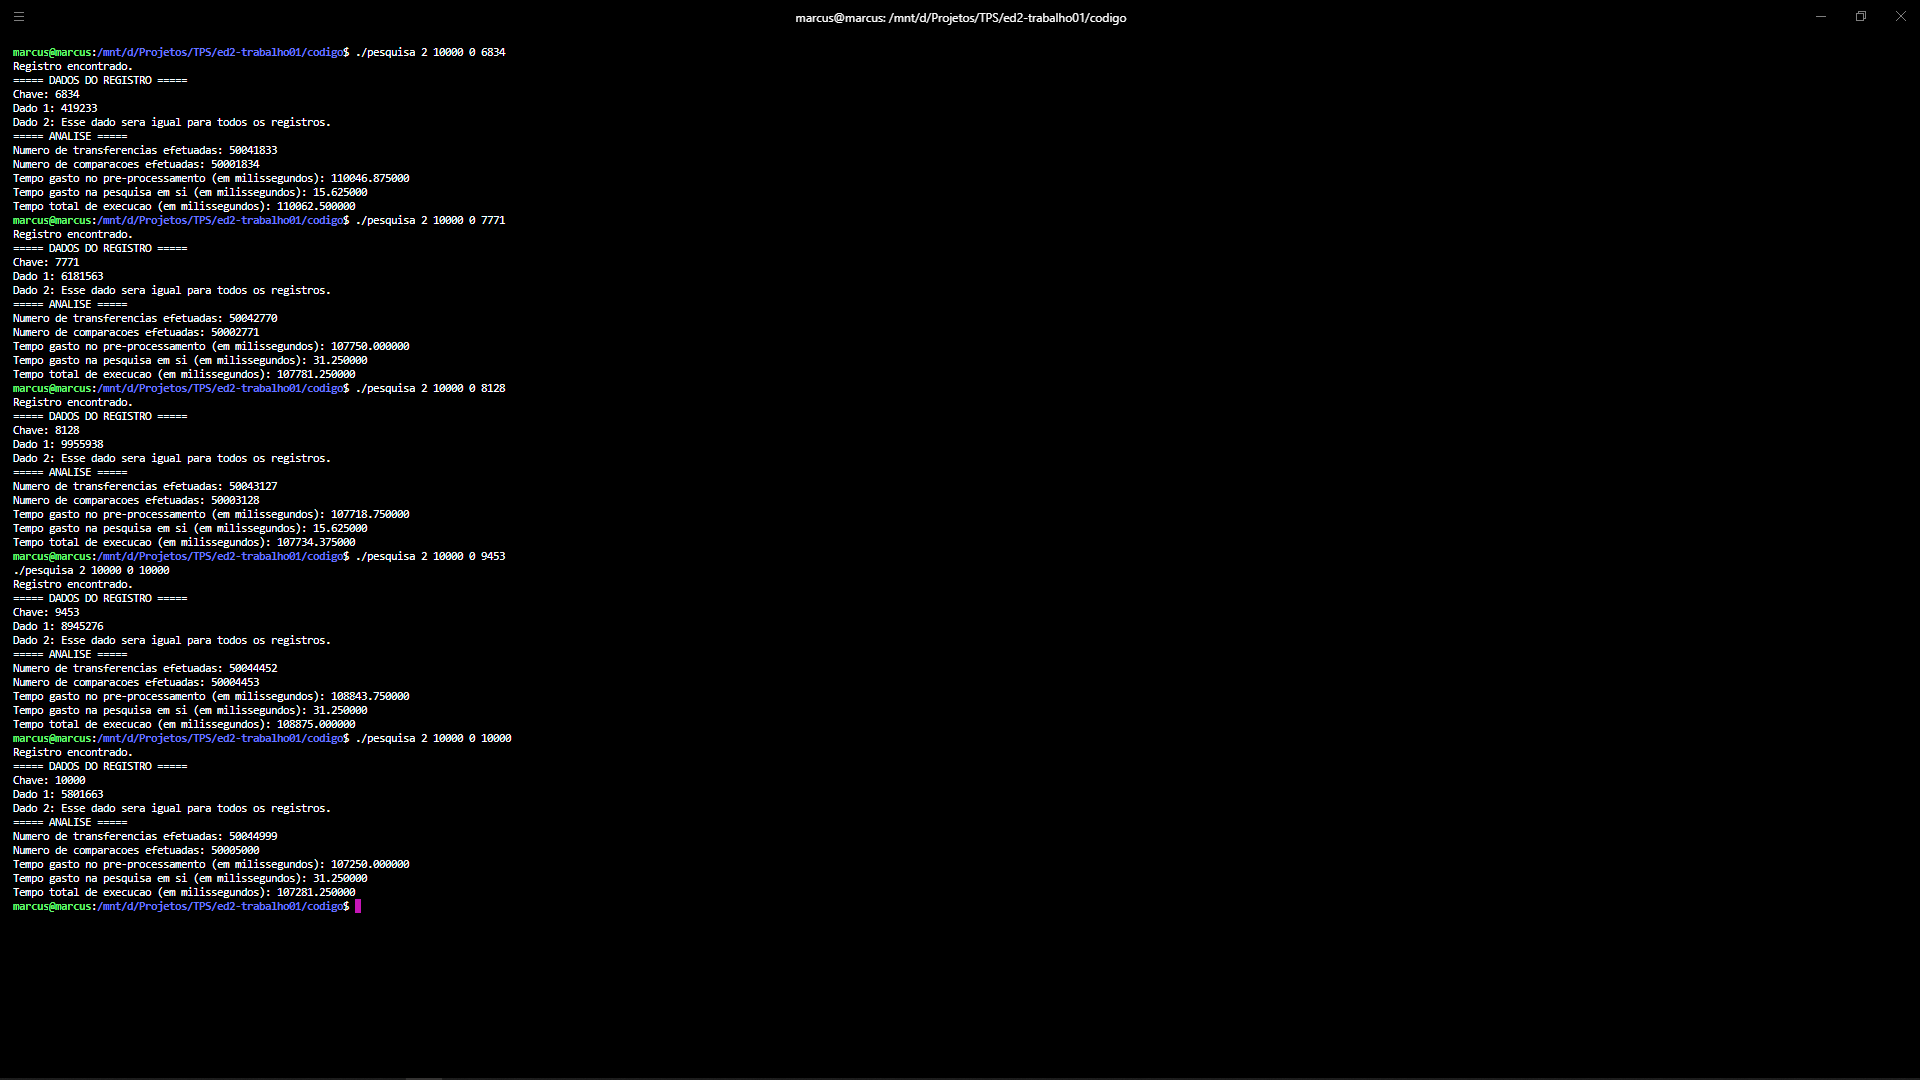 marcus@marcus: /mnt/d/Projetos/TPS/ed2-trabalho01/codigo
marcus@marcus:/mnt/d/Projetos/TPS/ed2-trabalho01/codigo$ ./pesquisa 2 10000 0 6834
Registro encontrado.
===== DADOS DO REGISTRO =====
Chave: 6834
Dado 1: 419233
Dado 2: Esse dado sera igual para todos os registros.
===== ANALISE =====
Numero de transferencias efetuadas: 50041833
Numero de comparacoes efetuadas: 50001834
Tempo gasto no pre-processamento (em milissegundos): 110046.875000
Tempo gasto na pesquisa em si (em milissegundos): 15.625000
Tempo total de execucao (em milissegundos): 110062.500000
marcus@marcus:/mnt/d/Projetos/TPS/ed2-trabalho01/codigo$ ./pesquisa 2 10000 0 7771
Registro encontrado.
===== DADOS DO REGISTRO =====
Chave: 7771
Dado 1: 6181563
Dado 2: Esse dado sera igual para todos os registros.
===== ANALISE =====
Numero de transferencias efetuadas: 50042770
Numero de comparacoes efetuadas: 50002771
Tempo gasto no pre-processamento (em milissegundos): 107750.000000
Tempo gasto na pesquisa em si (em milissegundos): 31.250000
Tempo total de execucao (em milissegundos): 107781.250000
marcus@marcus:/mnt/d/Projetos/TPS/ed2-trabalho01/codigo$ ./pesquisa 2 10000 0 8128
Registro encontrado.
===== DADOS DO REGISTRO =====
Chave: 8128
Dado 1: 9955938
Dado 2: Esse dado sera igual para todos os registros.
===== ANALISE =====
Numero de transferencias efetuadas: 50043127
Numero de comparacoes efetuadas: 50003128
Tempo gasto no pre-processamento (em milissegundos): 107718.750000
Tempo gasto na pesquisa em si (em milissegundos): 15.625000
Tempo total de execucao (em milissegundos): 107734.375000
marcus@marcus:/mnt/d/Projetos/TPS/ed2-trabalho01/codigo$ ./pesquisa 2 10000 0 9453
./pesquisa 2 10000 0 10000
Registro encontrado.
===== DADOS DO REGISTRO =====
Chave: 9453
Dado 1: 8945276
Dado 2: Esse dado sera igual para todos os registros.
===== ANALISE =====
Numero de transferencias efetuadas: 50044452
Numero de comparacoes efetuadas: 50004453
Tempo gasto no pre-processamento (em milissegundos): 108843.750000
Tempo gasto na pesquisa em si (em milissegundos): 31.250000
Tempo total de execucao (em milissegundos): 108875.000000
marcus@marcus:/mnt/d/Projetos/TPS/ed2-trabalho01/codigo$ ./pesquisa 2 10000 0 10000
Registro encontrado.
===== DADOS DO REGISTRO =====
Chave: 10000
Dado 1: 5801663
Dado 2: Esse dado sera igual para todos os registros.
===== ANALISE =====
Numero de transferencias efetuadas: 50044999
Numero de comparacoes efetuadas: 50005000
Tempo gasto no pre-processamento (em milissegundos): 107250.000000
Tempo gasto na pesquisa em si (em milissegundos): 31.250000
Tempo total de execucao (em milissegundos): 107281.250000
marcus@marcus:/mnt/d/Projetos/TPS/ed2-trabalho01/codigo$